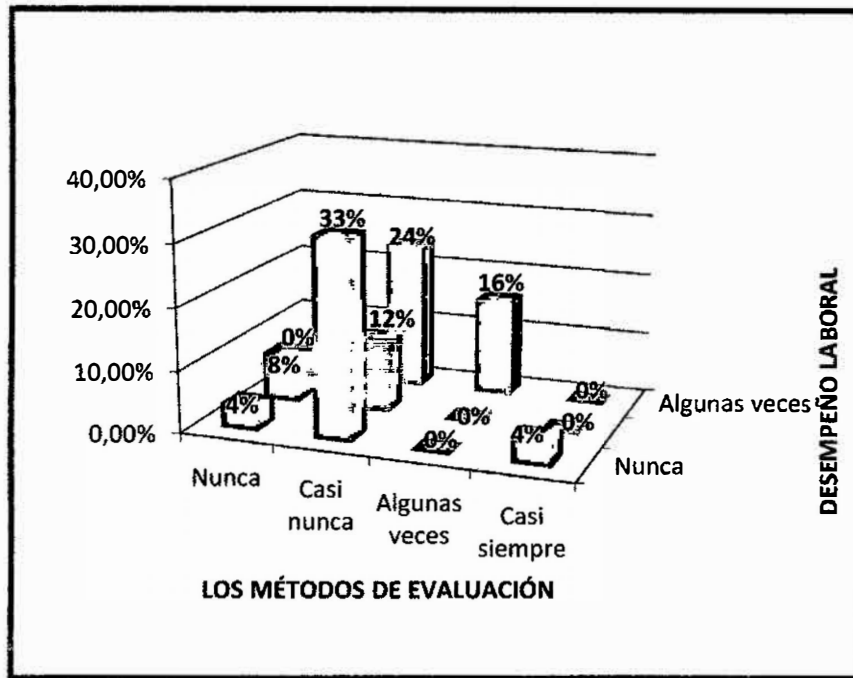 40,00%
33%
24%
30,00%
16%
20,00%
12%
0%
10,00%
8%
0%
Algunas veces
4%
0%
4%
0%
0,00%
0%
Nunca
Nunca
Casi
nunca
Algunas
veces
Casi
siempre
DESEMPEÑO LABORAL
LOS MÉTODOS DE EVALUACIÓN